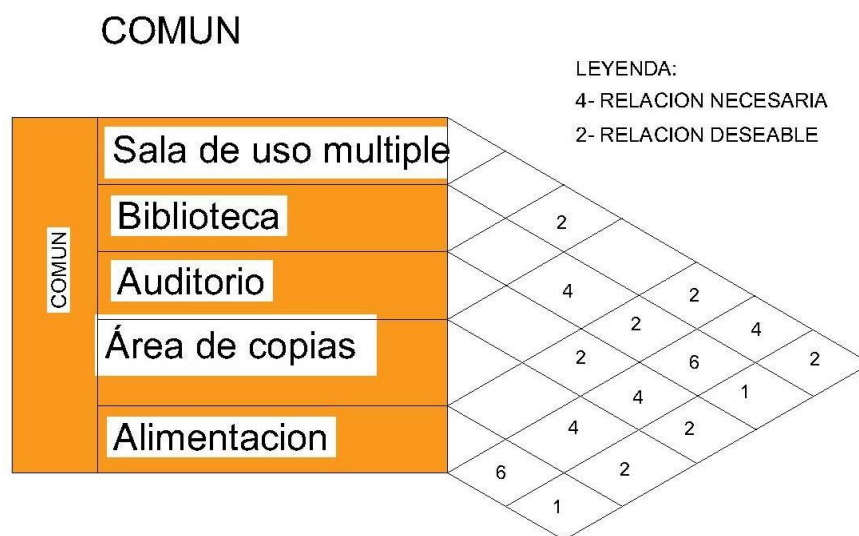 COMUN
LEYENDA:
4- RELACION NECESARIA
2- RELACION DESEABLE
COMUN
Sala de uso multiple
Biblioteca
Auditorio
Área de copias
Alimentacion
2
4
2
2
2
4
2
6
1
2
4
4
2
6
2
1